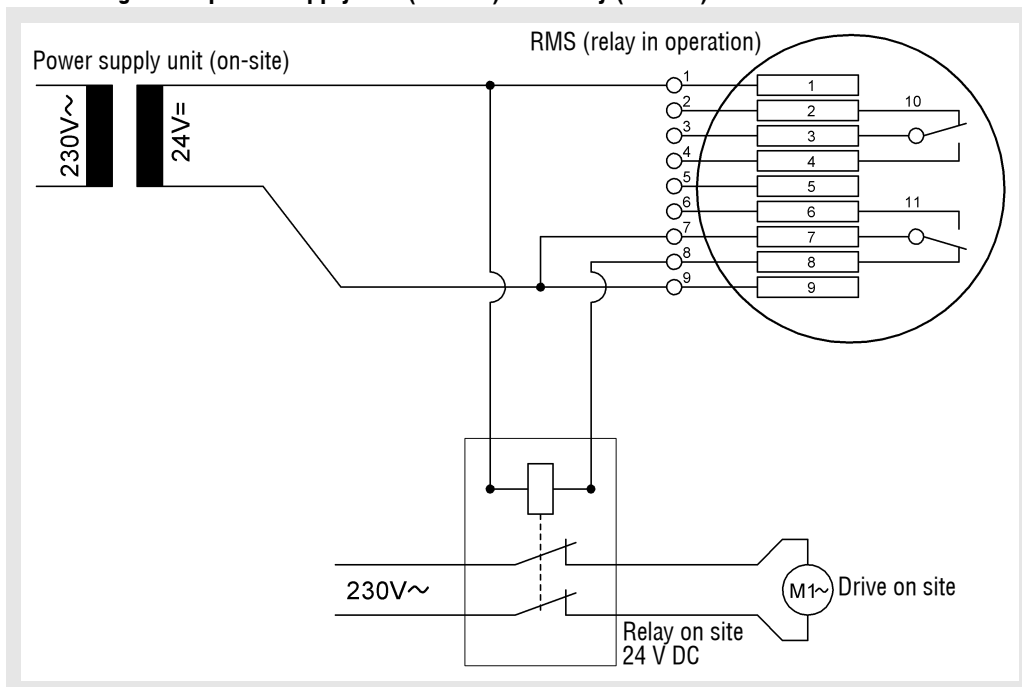 RMS (relay in operation)
Power supply unit (on-site)
230V~
24V=
1
2
3
4
5
6
7
8
9
1
2
3
4
5
6
7
8
9
10
11
230V~
M1~
Drive on site
Relay on site
24 V DC